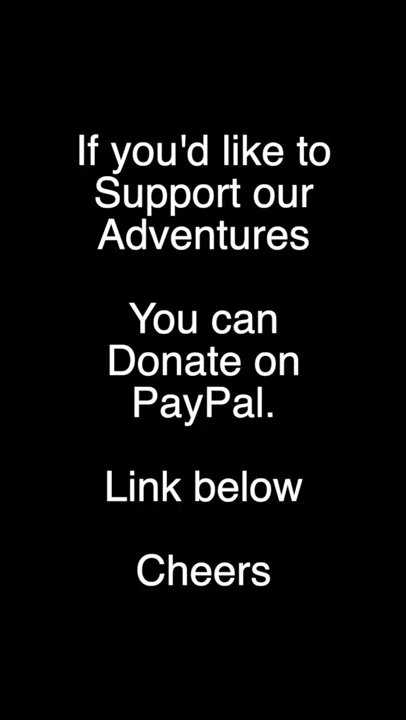 If you'd like to
Support our
Adventures
You can
Donate on
PayPal.
Link below
Cheers